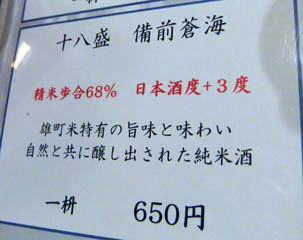 十八盛 備前蒼海
精米歩合68% 日本酒度+3度
雄町米特有の旨味と味わい
自然と共に醸し出された純米酒
一枡 650円